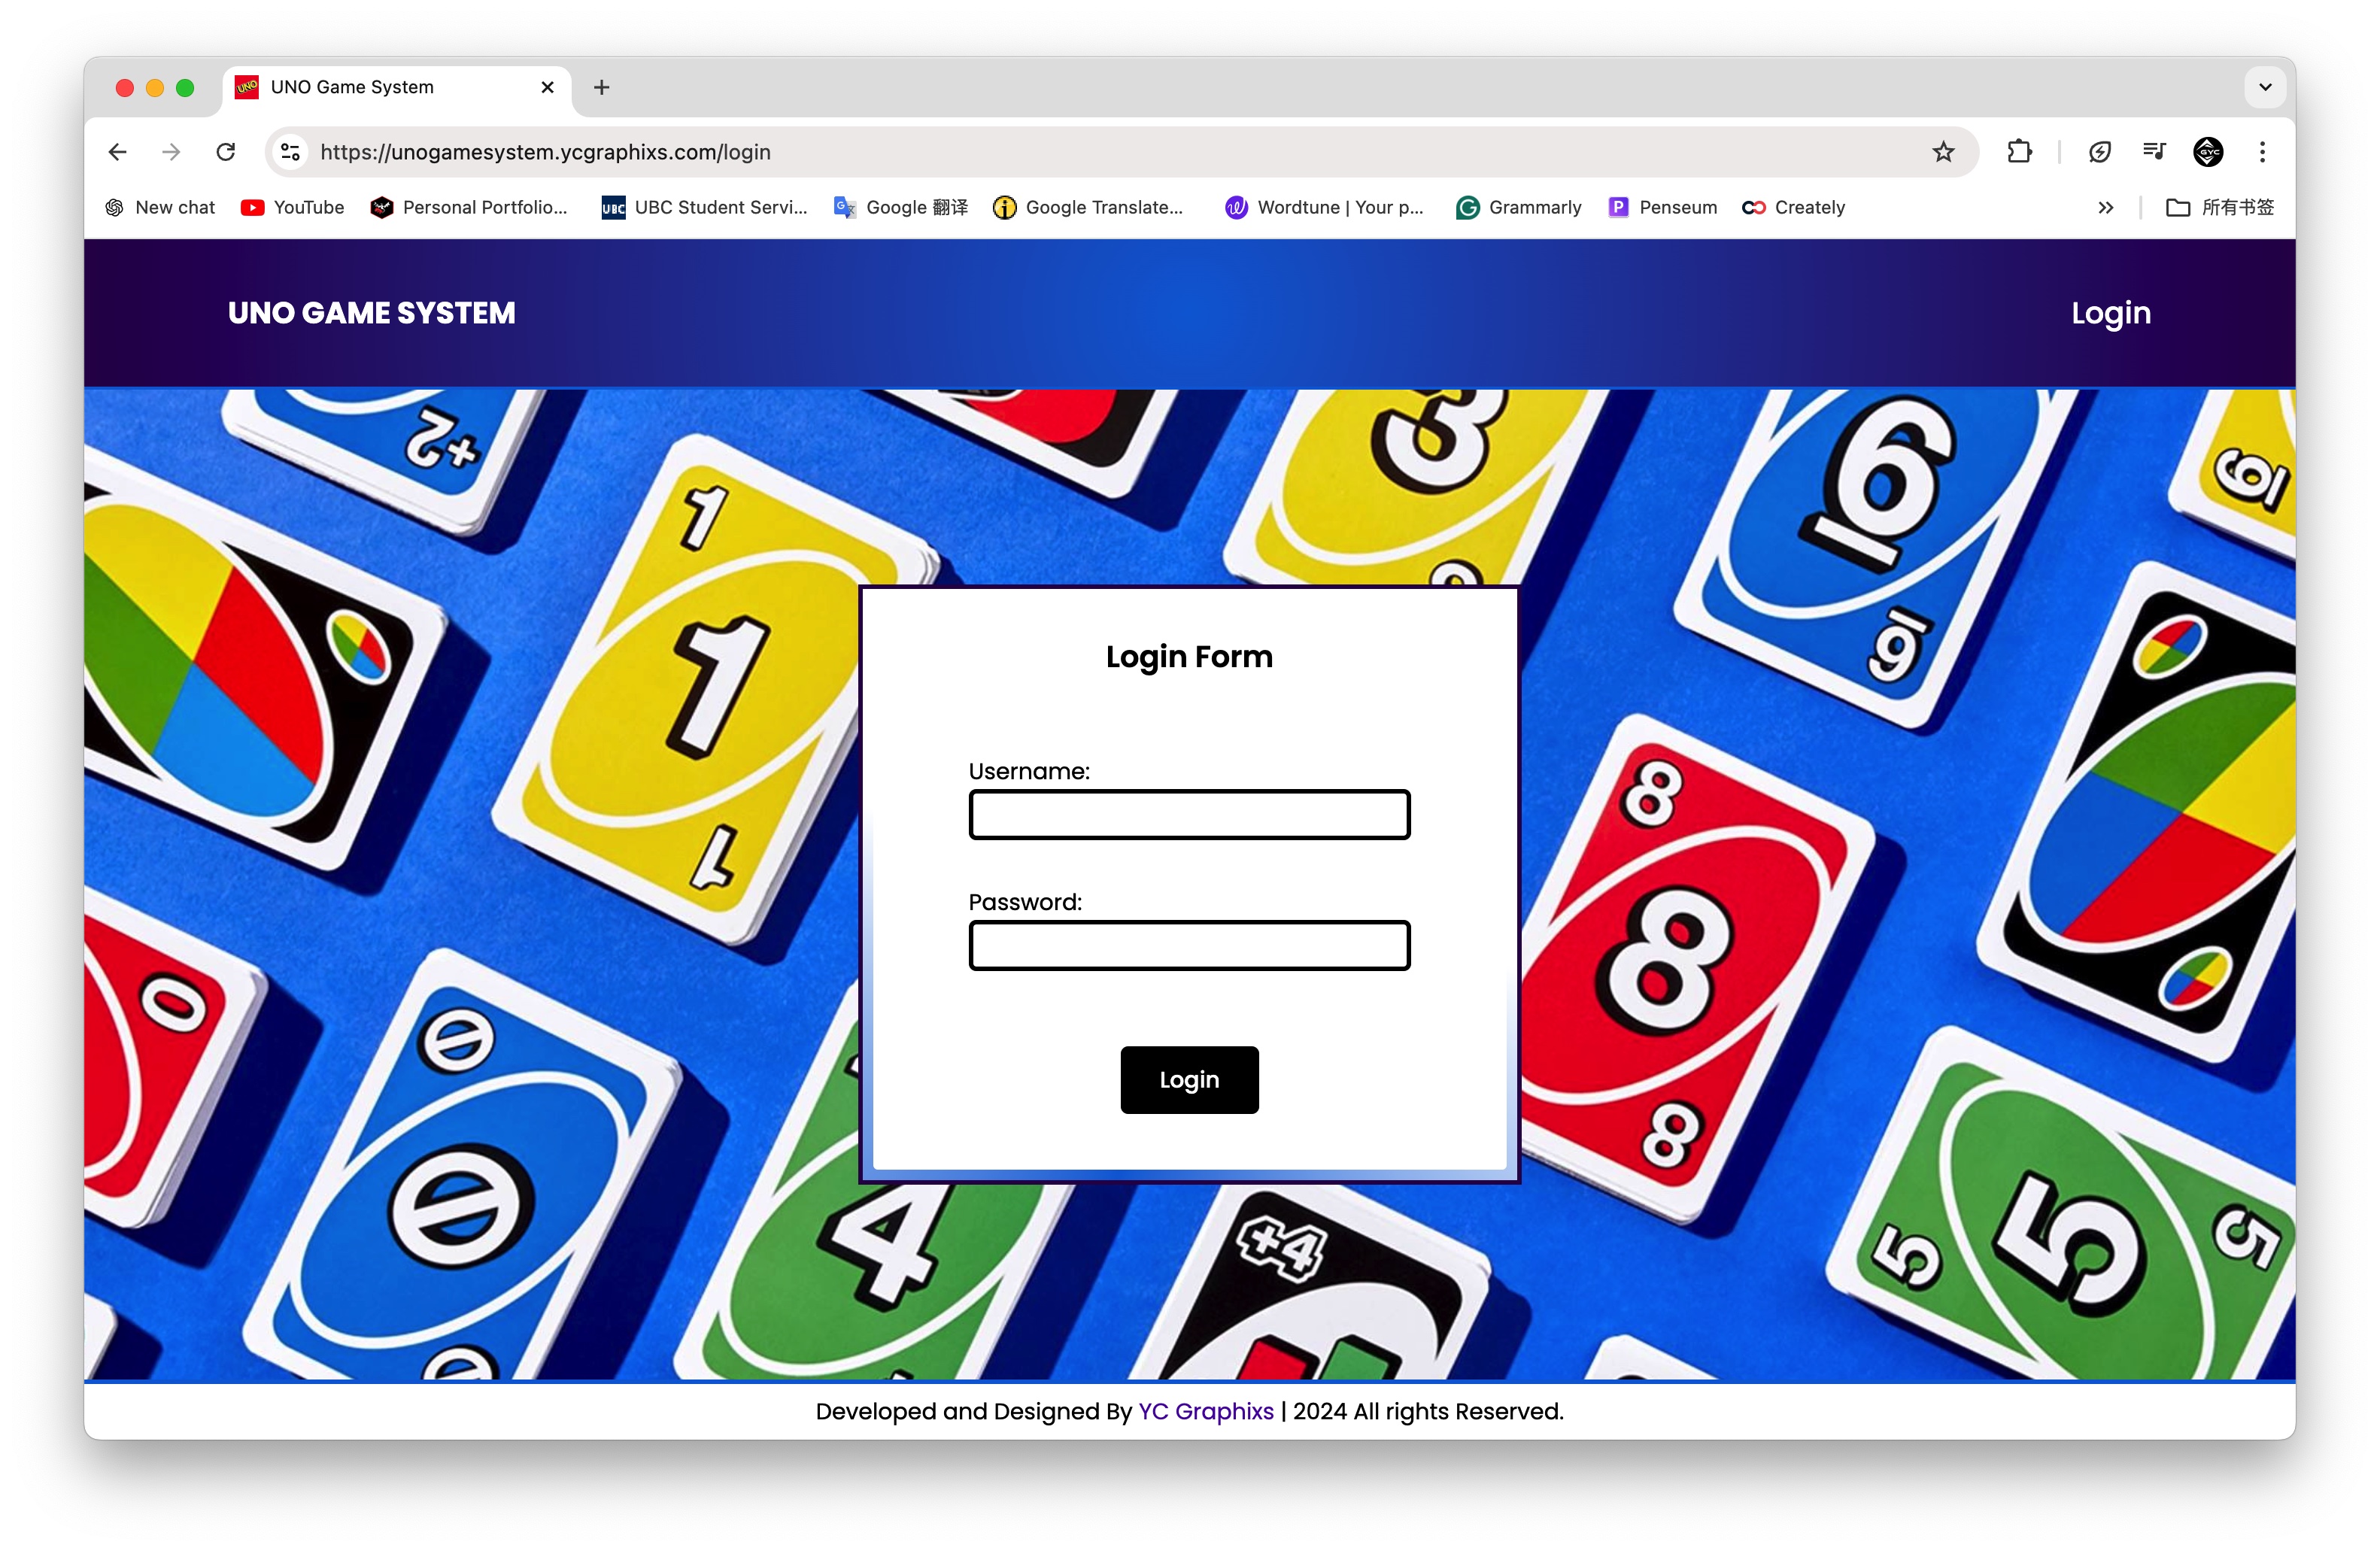 UNO Game System
https://unogamesystem.ycgraphixs.com/login
New chat YouTube Personal Portfolio... UBC UBC Student Servi... Google 翻译 Google Translate... Wordtune | Your p... Grammarly Penseum Creately 所有书签
UNO GAME SYSTEM
Login
+2
3
6
6
9
1
1
1
Login Form
Username:
Password:
Login
8
8
8
0
4
+4
5
5
5
Developed and Designed By YC Graphixs | 2024 All rights Reserved.